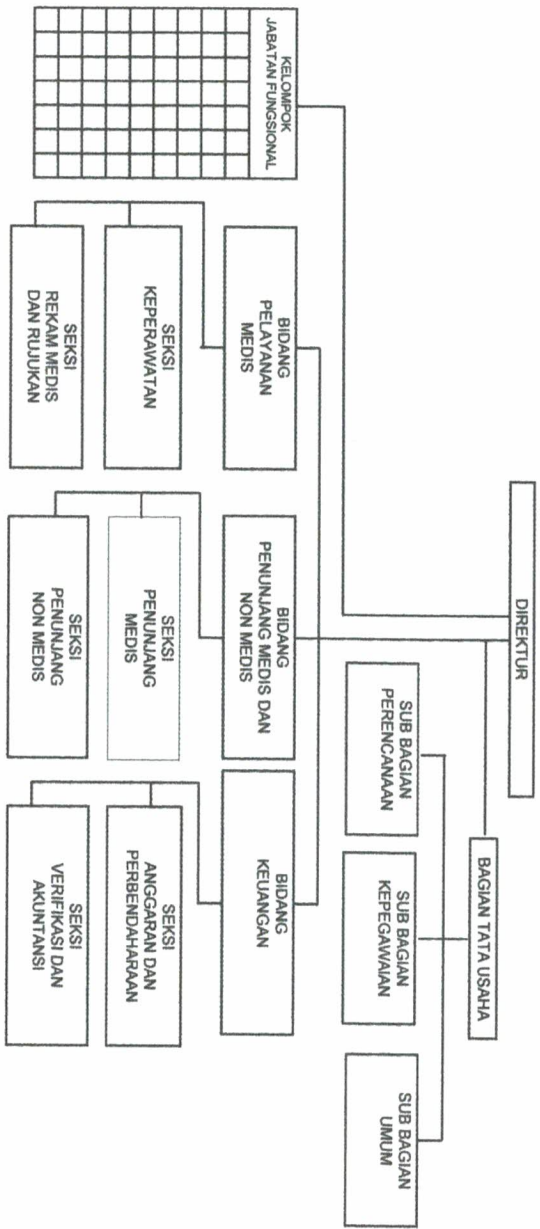 DIREKTUR
BAGIAN TATA USAHA
SUB BAGIAN
PERENCANAAN
SUB BAGIAN
KEPEGAWAIAN
SUB BAGIAN
UMUM
KELOMPOK
JABATAN FUNGSIONAL
BIDANG
PELAYANAN
MEDIS
BIDANG
PENUNJANG MEDIS DAN
NON MEDIS
BIDANG
KEUANGAN
SEKSI
KEPERAWATAN
SEKSI
PENUNJANG
MEDIS
SEKSI
ANGGARAN DAN
PERBENDAHARAAN
SEKSI
REKAM MEDIS
DAN RUJUKAN
SEKSI
PENUNJANG
NON MEDIS
SEKSI
VERIFIKASI DAN
AKUNTANSI